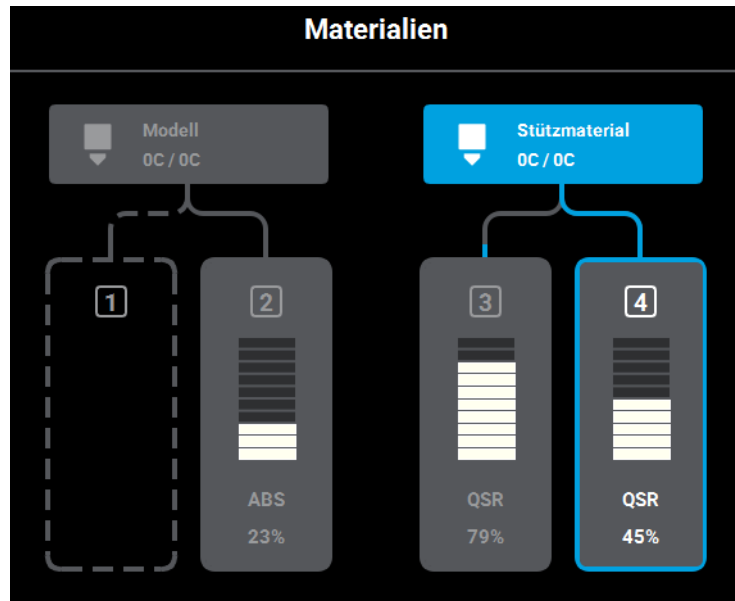 Materialien
Modell
0C / 0C
Stützmaterial
0C / 0C
1
2
3
4
ABS
QSR
QSR
23%
79%
45%